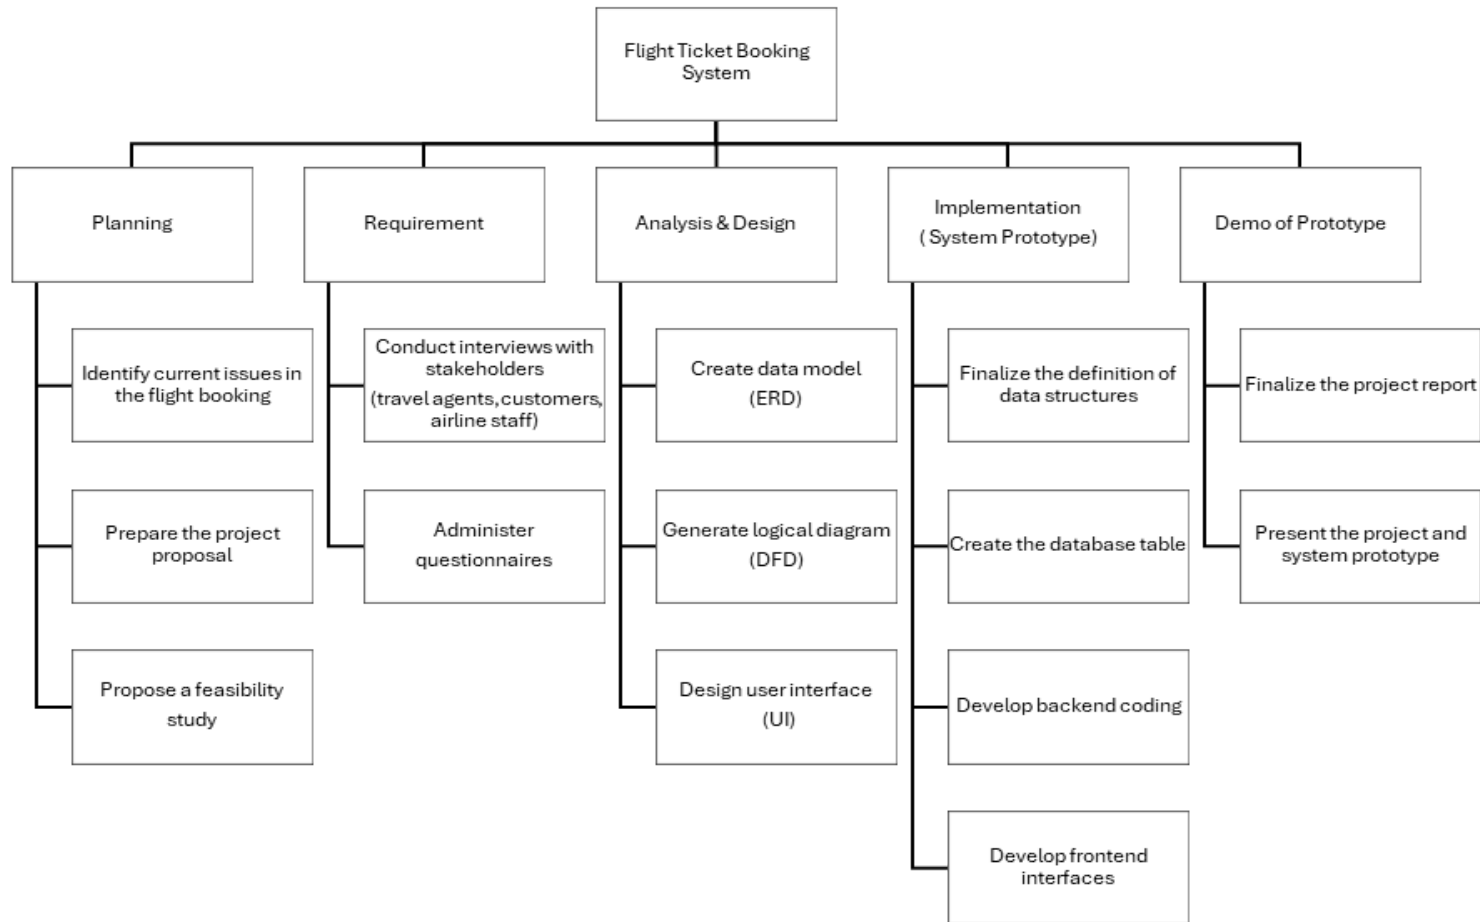 Flight Ticket Booking
System
Planning
Requirement
Analysis & Design
Implementation
( System Prototype)
Demo of Prototype
Identify current issues in
the flight booking
Conduct interviews with
stakeholders
(travel agents, customers,
airline staff)
Create data model
(ERD)
Finalize the definition of
data structures
Finalize the project report
Prepare the project
proposal
Administer
questionnaires
Generate logical diagram
(DFD)
Create the database table
Present the project and
system prototype
Propose a feasibility
study
Design user interface
(UI)
Develop backend coding
Develop frontend
interfaces